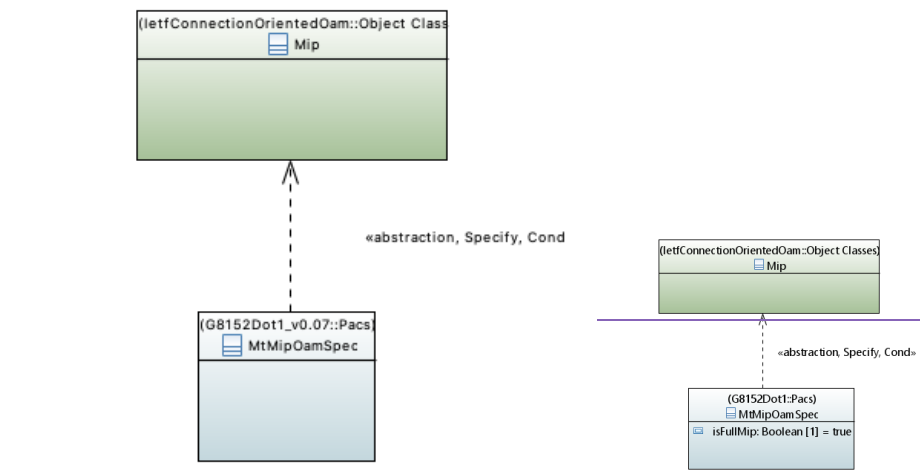 (IetfConnectionOrientedOam::Object Class
Mip
«abstraction, Specify, Cond
(G8152Dot1_v0.07::Pacs)
MtMipOamSpec
(IetfConnectionOrientedOam::Object Classes)
Mip
«abstraction, Specify, Cond»
(G8152Dot1::Pacs)
MtMipOamSpec
isFullMip: Boolean [1] = true